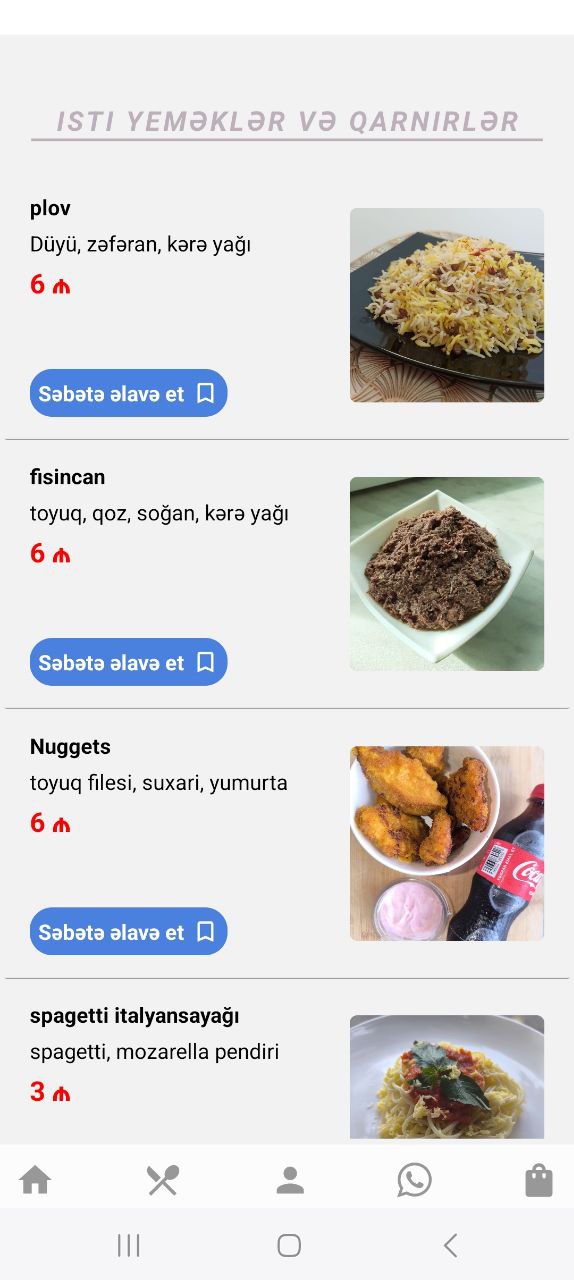 ISTI YEMƏKLƏR VƏ QARNIRLƏR
plov
Düyü, zəfəran, kərə yağı
6 ₼
Səbətə əlavə et
fisincan
toyuq, qoz, soğan, kərə yağı
6 ₼
Səbətə əlavə et
Nuggets
toyuq filesi, suxari, yumurta
6 ₼
Səbətə əlavə et
spagetti italyansayağı
spagetti, mozarella pendiri
3 ₼